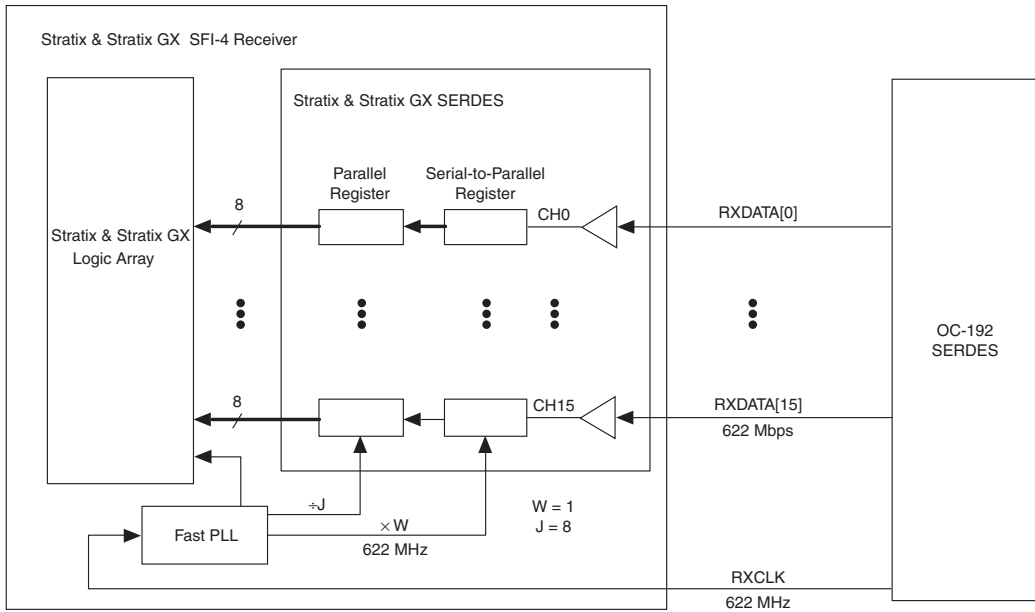 Stratix & Stratix GX SFI-4 Receiver
Stratix & Stratix GX SERDES
Parallel
Register
Serial-to-Parallel
Register
8
CH0
RXDATA[0]
Stratix & Stratix GX
Logic Array
OC-192
SERDES
8
CH15
RXDATA[15]
622 Mbps
÷J
W = 1
J = 8
Fast PLL
× W
622 MHz
RXCLK
622 MHz